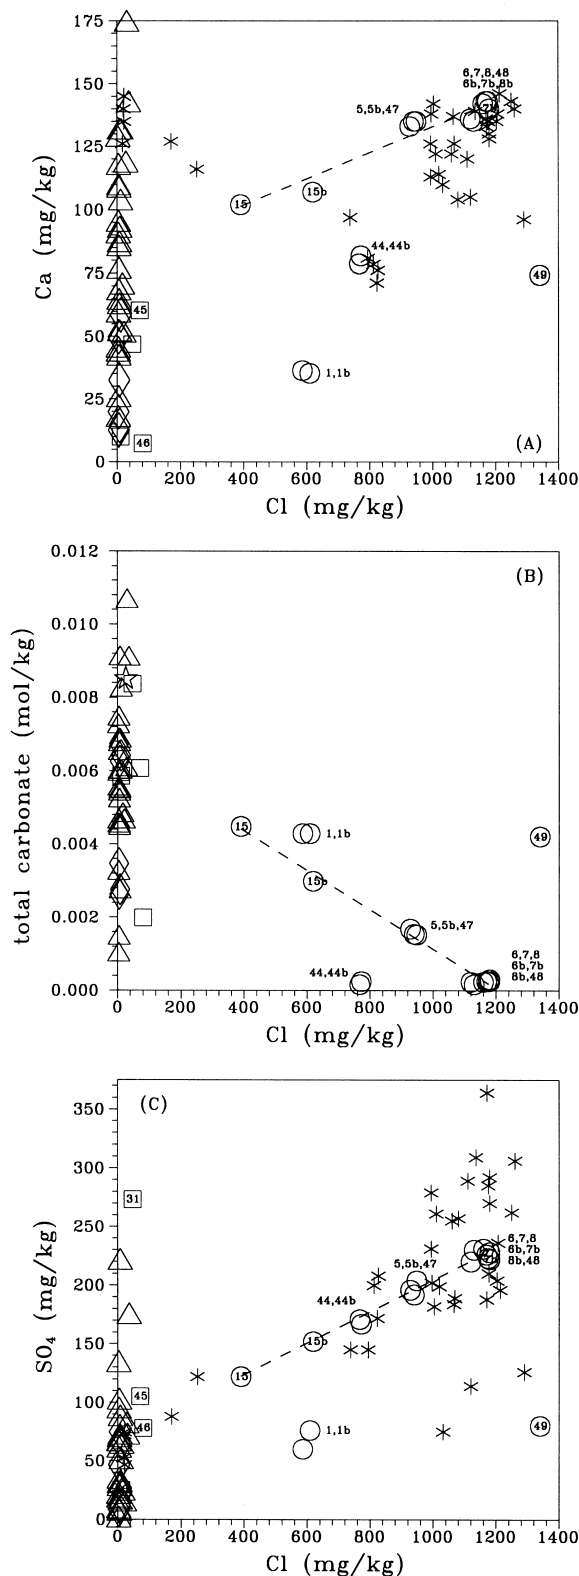 175
150
125
100
75
50
25
0
Ca (mg/kg)
6,7,8,48
6b,7b,8b
5,5b,47
7b
15
15b
44,44b
49
45
1,1b
46
(A)
0 200 400 600 800 1000 1200 1400
Cl (mg/kg)
0.012
0.010
0.008
0.006
0.004
0.002
0.000
total carbonate (mol/kg)
(B)
15
1,1b
49
15b
5,5b,47
6,7,8
6b,7b
8b,48
44,44b
0 200 400 600 800 1000 1200 1400
Cl (mg/kg)
350
300
250
200
150
100
50
0
SO4 (mg/kg)
(C)
31
6,7,8
6b,7b
8b,48
5,5b,47
44,44b
15b
15
45
46
1,1b
49
0 200 400 600 800 1000 1200 1400
Cl (mg/kg)